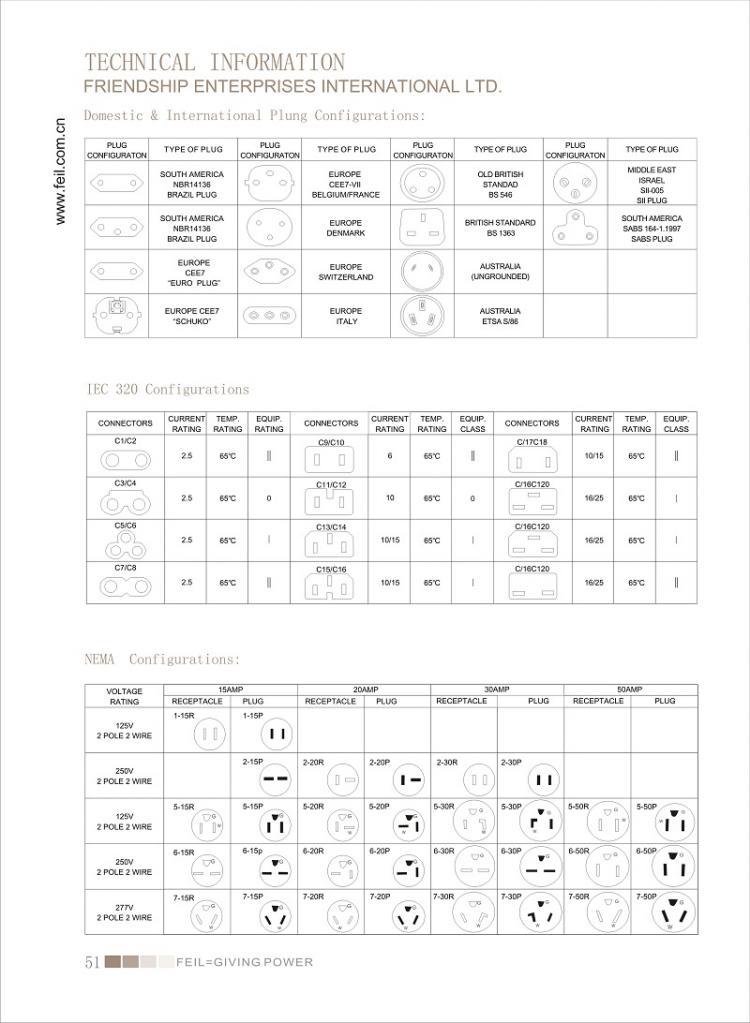 TECHNICAL INFORMATION
FRIENDSHIP ENTERPRISES INTERNATIONAL LTD.
Domestic & International Plung Configurations:
www.feil.com.cn
PLUG CONFIGURATON TYPE OF PLUG PLUG CONFIGURATON TYPE OF PLUG PLUG CONFIGURATON TYPE OF PLUG PLUG CONFIGURATON TYPE OF PLUG
SOUTH AMERICA NBR14136 BRAZIL PLUG EUROPE CEE7-VII BELGIUM/FRANCE OLD BRITISH STANDAD BS 546 MIDDLE EAST ISRAEL SII-005 SII PLUG
SOUTH AMERICA NBR14136 BRAZIL PLUG EUROPE DENMARK BRITISH STANDARD BS 1363 SOUTH AMERICA SABS 164-1.1997 SABS PLUG
EUROPE CEE7 "EURO PLUG" EUROPE SWITZERLAND AUSTRALIA (UNGROUNDED)
EUROPE CEE7 "SCHUKO" EUROPE ITALY AUSTRALIA ETSA S/86
IEC 320 Configurations
CONNECTORS CURRENT RATING TEMP. RATING EQUIP. RATING CONNECTORS CURRENT RATING TEMP. RATING EQUIP. CLASS CONNECTORS CURRENT RATING TEMP. RATING EQUIP. CLASS
C1/C2 2.5 65℃ || C9/C10 6 65℃ || C/17C18 10/15 65℃ ||
C3/C4 2.5 65℃ 0 C11/C12 10 65℃ 0 C/16C120 16/25 65℃ |
C5/C6 2.5 65℃ | C13/C14 10/15 65℃ | C/16C120 16/25 65℃ |
C7/C8 2.5 65℃ || C15/C16 10/15 65℃ | C/16C120 16/25 65℃ ||
NEMA Configurations:
VOLTAGE RATING 15AMP 20AMP 30AMP 50AMP
RECEPTACLE PLUG RECEPTACLE PLUG RECEPTACLE PLUG RECEPTACLE PLUG
125V 2 POLE 2 WIRE 1-15R 1-15P
250V 2 POLE 2 WIRE 2-15P 2-20R 2-20P 2-30R 2-30P
125V 2 POLE 2 WIRE 5-15R G W 5-15P G 5-20R G W 5-20P G W 5-30R G W 5-30P G W 5-50R G W 5-50P G W
250V 2 POLE 2 WIRE 6-15R G 6-15p G 6-20R G 6-20P G 6-30R G 6-30P G 6-50R G 6-50P G
277V 2 POLE 2 WIRE 7-15R G W 7-15P G W 7-20R G W 7-20P G W 7-30R G W 7-30P G W 7-50R G W 7-50P G W
51 FEIL=GIVING.POWER